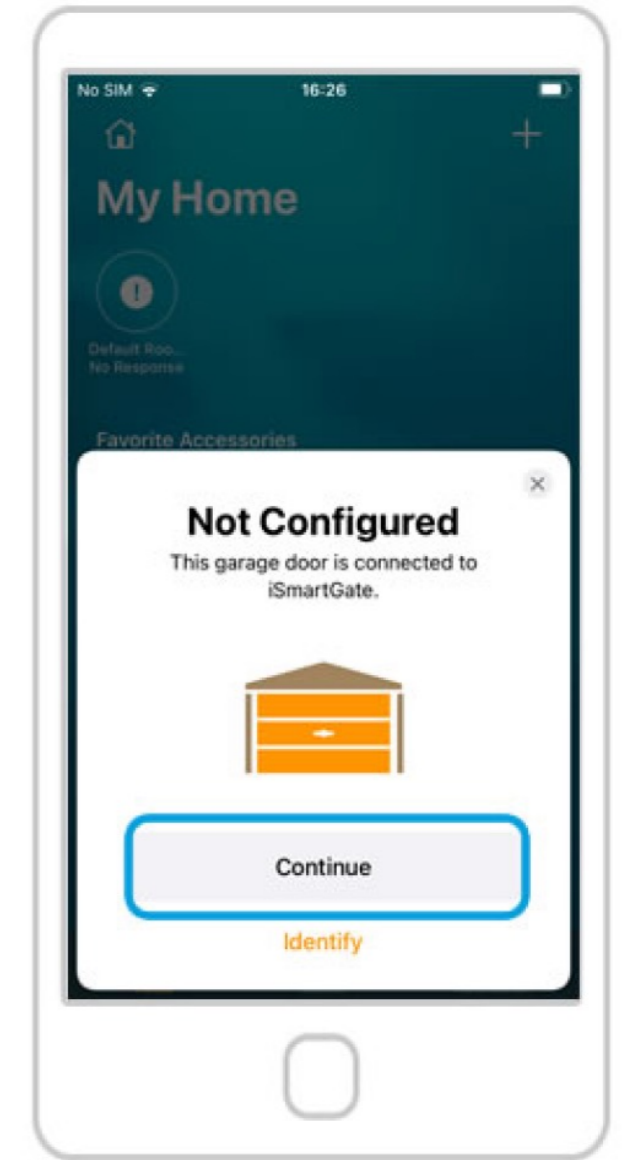 No SIM 16:26
My Home
Default Roo...
No Response
Favorite Accessories
Not Configured
This garage door is connected to
iSmartGate.
Continue
Identify